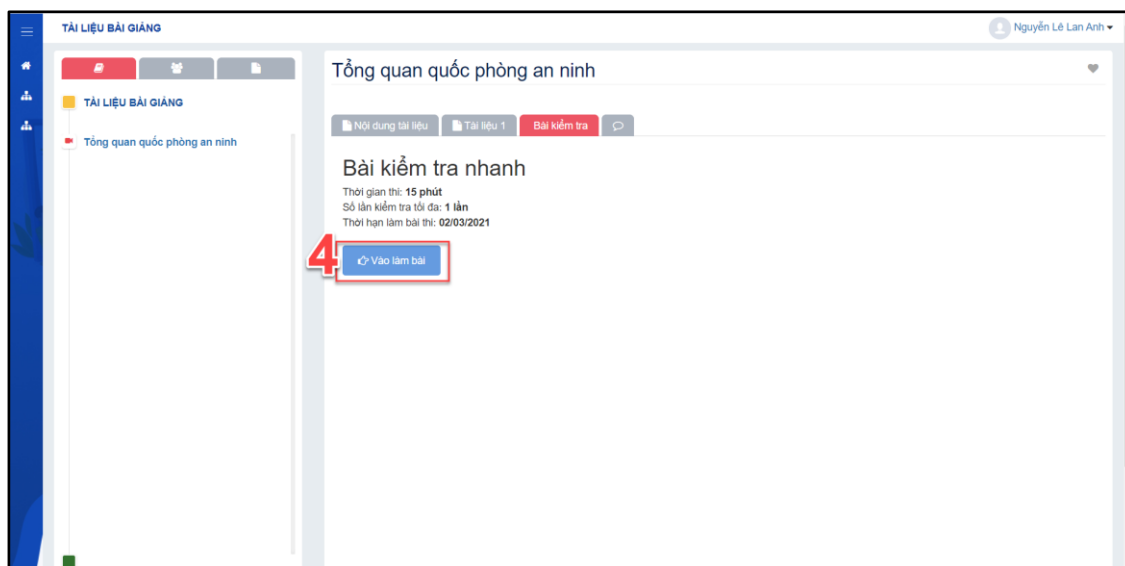 TÀI LIỆU BÀI GIẢNG
Nguyễn Lê Lan Anh
TÀI LIỆU BÀI GIẢNG
Tổng quan quốc phòng an ninh
Tổng quan quốc phòng an ninh
Nội dung tài liệu
Tài liệu 1
Bài kiểm tra
Bài kiểm tra nhanh
Thời gian thi: 15 phút
Số lần kiểm tra tối đa: 1 lần
Thời hạn làm bài thi: 02/03/2021
4
Vào làm bài